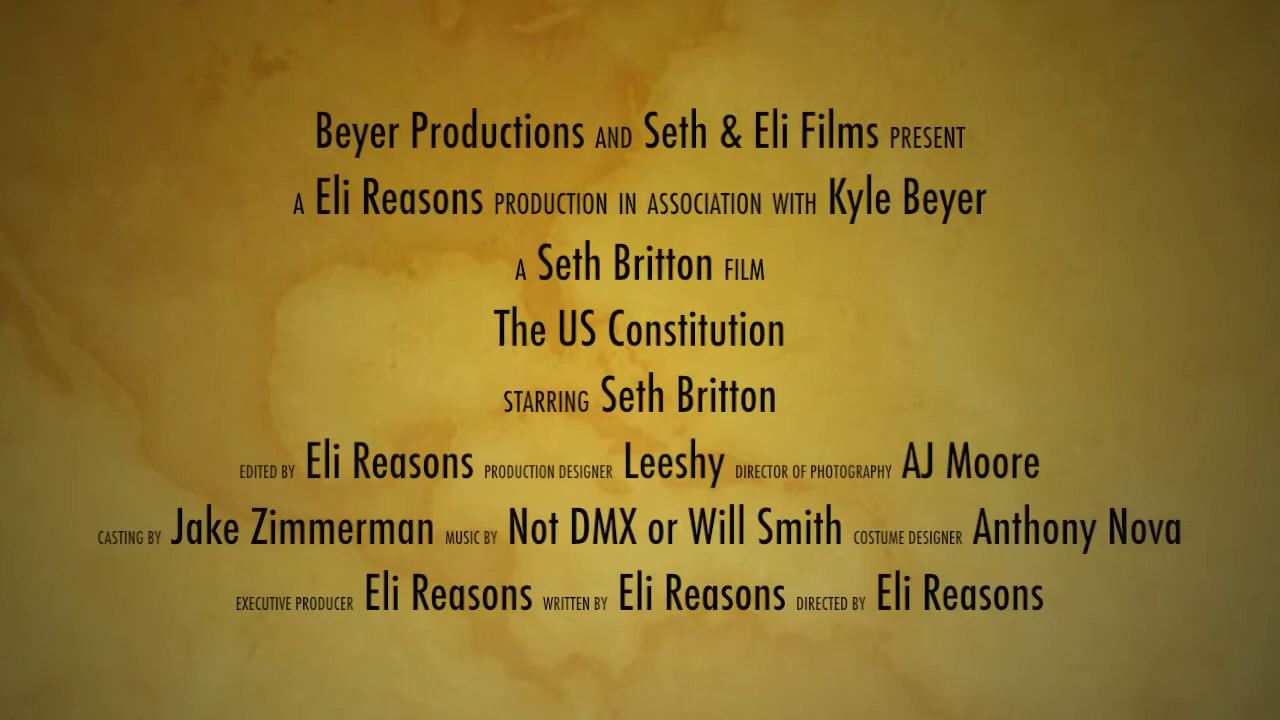 Beyer Productions AND Seth & Eli Films PRESENT
A Eli Reasons PRODUCTION IN ASSOCIATION WITH Kyle Beyer
A Seth Britton FILM
The US Constitution
STARRING Seth Britton
EDITED BY Eli Reasons PRODUCTION DESIGNER Leeshy DIRECTOR OF PHOTOGRAPHY AJ Moore
CASTING BY Jake Zimmerman MUSIC BY Not DMX or Will Smith COSTUME DESIGNER Anthony Nova
EXECUTIVE PRODUCER Eli Reasons WRITTEN BY Eli Reasons DIRECTED BY Eli Reasons